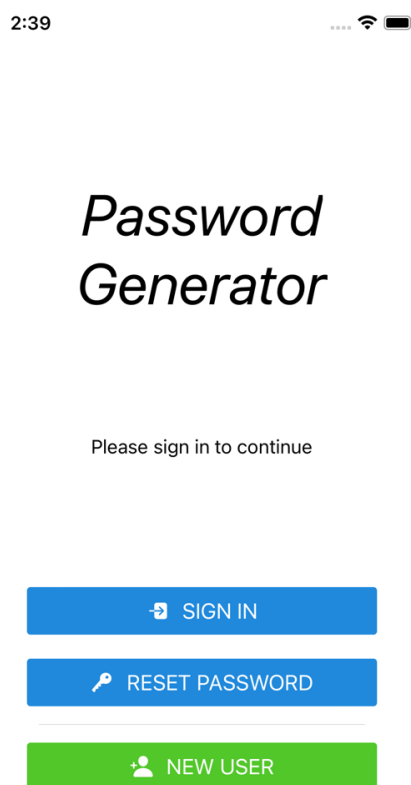 2:39
Password
Generator
Please sign in to continue
SIGN IN
RESET PASSWORD
NEW USER